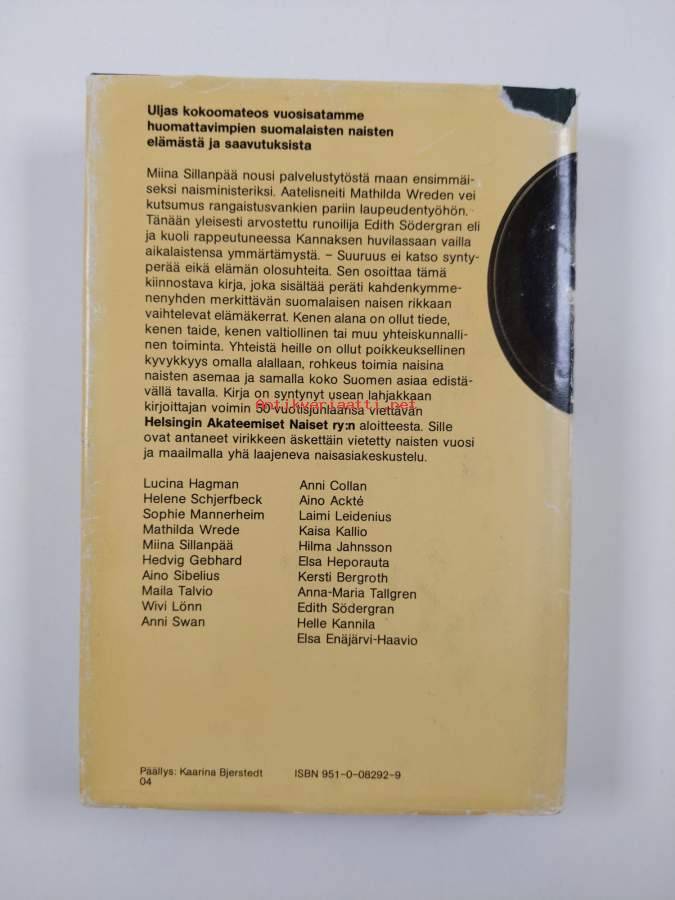 Uljas kokoomateos vuosisatamme
huomattavimpien suomalaisten naisten
elämästä ja saavutuksista
Miina Sillanpää nousi palvelustytöstä maan ensimmäi-
seksi naisministeriksi. Aatelisneiti Mathilda Wreden vei
kutsumus rangaistusvankien pariin laupeudentyöhön.
Tänään yleisesti arvostettu runoilija Edith Södergran eli
ja kuoli rappeutuneessa Kannaksen huvilassaan vailla
aikalaistensa ymmärtämystä. – Suuruus ei katso synty-
perää eikä elämän olosuhteita. Sen osoittaa tämä
kiinnostava kirja, joka sisältää peräti kahdenkymme-
nenyhden merkittävän suomalaisen naisen rikkaan
vaihtelevat elämäkerrat. Kenen alana on ollut tiede,
kenen taide, kenen valtiollinen tai muu yhteiskunnalli-
nen toiminta. Yhteistä heille on ollut poikkeuksellinen
kyvykkyys omalla alallaan, rohkeus toimia naisina
naisten asemaa ja samalla koko Suomen asiaa edistä-
vällä tavalla. Kirja on syntynyt usean lahjakkaan
kirjoittajan voimin 50-vuotisjuhlaansa viettävän
Antikvariaatti.net
Helsingin Akateemiset Naiset ry:n aloitteesta. Sille
ovat antaneet virikkeen äskettäin vietetty naisten vuosi
ja maailmalla yhä laajeneva naisasiakeskustelu.
Lucina Hagman
Helene Schjerfbeck
Sophie Mannerheim
Mathilda Wrede
Miina Sillanpää
Hedvig Gebhard
Aino Sibelius
Maila Talvio
Wivi Lönn
Anni Swan
Anni Collan
Aino Ackté
Laimi Leidenius
Kaisa Kallio
Hilma Jahnsson
Elsa Heporauta
Kersti Bergroth
Anna-Maria Tallgren
Edith Södergran
Helle Kannila
Elsa Enäjärvi-Haavio
Päällys: Kaarina Bjerstedt
04
ISBN 951-0-08292-9